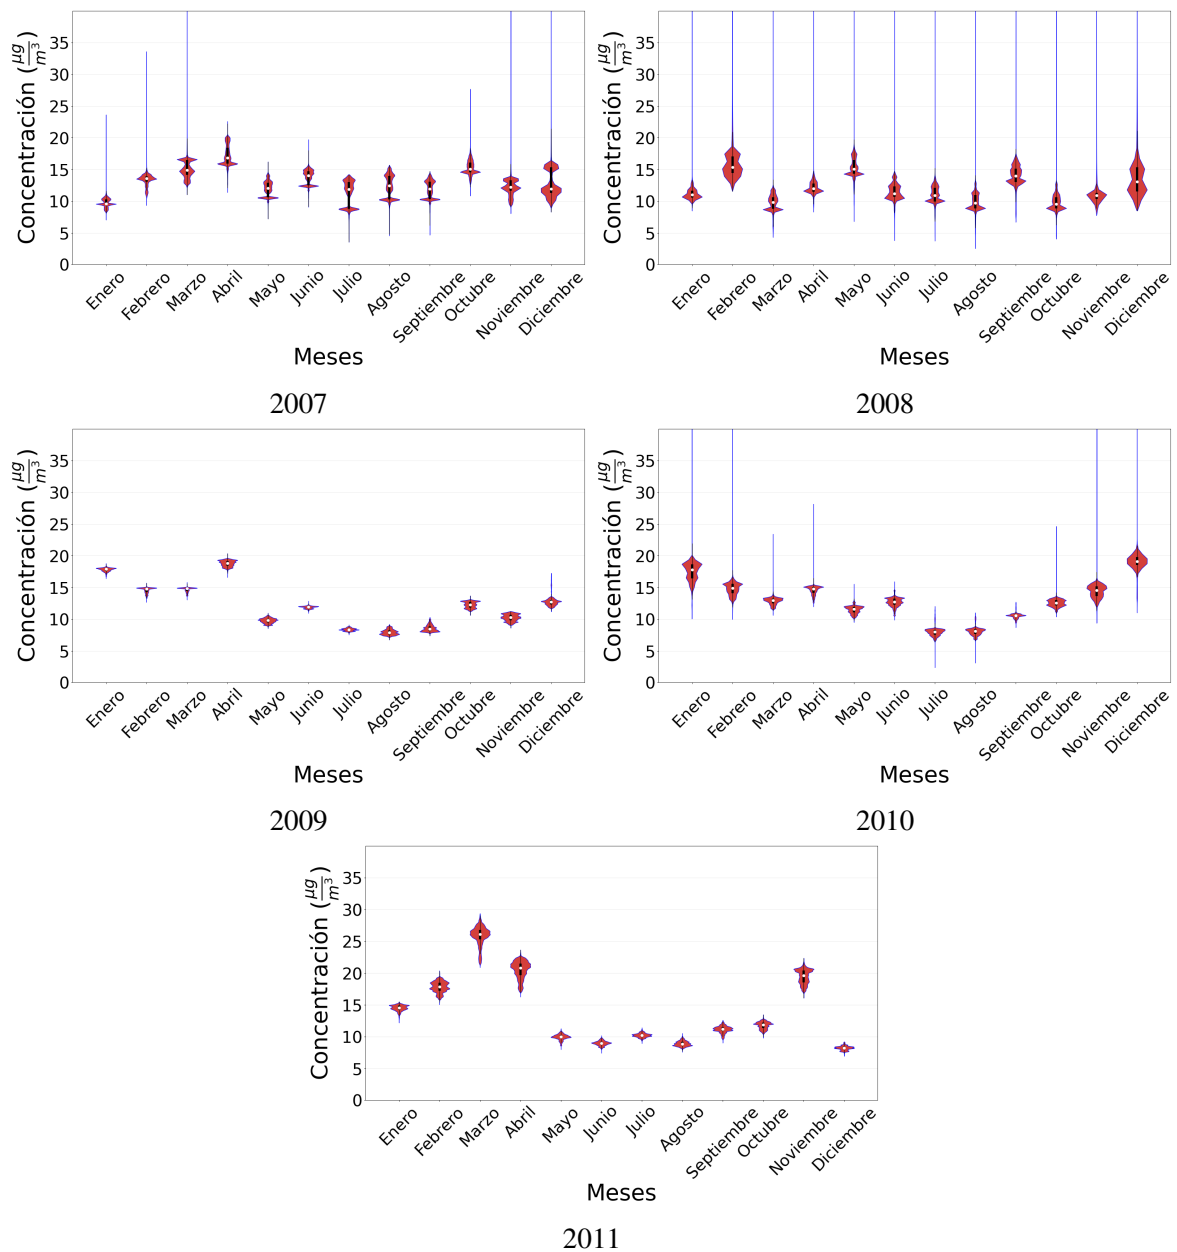 Concentración (μg/m³)
35
30
25
20
15
10
5
0
Enero
Febrero
Marzo
Abril
Mayo
Junio
Julio
Agosto
Septiembre
Octubre
Noviembre
Diciembre
Meses
2007
Concentración (μg/m³)
35
30
25
20
15
10
5
0
Enero
Febrero
Marzo
Abril
Mayo
Junio
Julio
Agosto
Septiembre
Octubre
Noviembre
Diciembre
Meses
2008
Concentración (μg/m³)
35
30
25
20
15
10
5
0
Enero
Febrero
Marzo
Abril
Mayo
Junio
Julio
Agosto
Septiembre
Octubre
Noviembre
Diciembre
Meses
2009
Concentración (μg/m³)
35
30
25
20
15
10
5
0
Enero
Febrero
Marzo
Abril
Mayo
Junio
Julio
Agosto
Septiembre
Octubre
Noviembre
Diciembre
Meses
2010
Concentración (μg/m³)
35
30
25
20
15
10
5
0
Enero
Febrero
Marzo
Abril
Mayo
Junio
Julio
Agosto
Septiembre
Octubre
Noviembre
Diciembre
Meses
2011